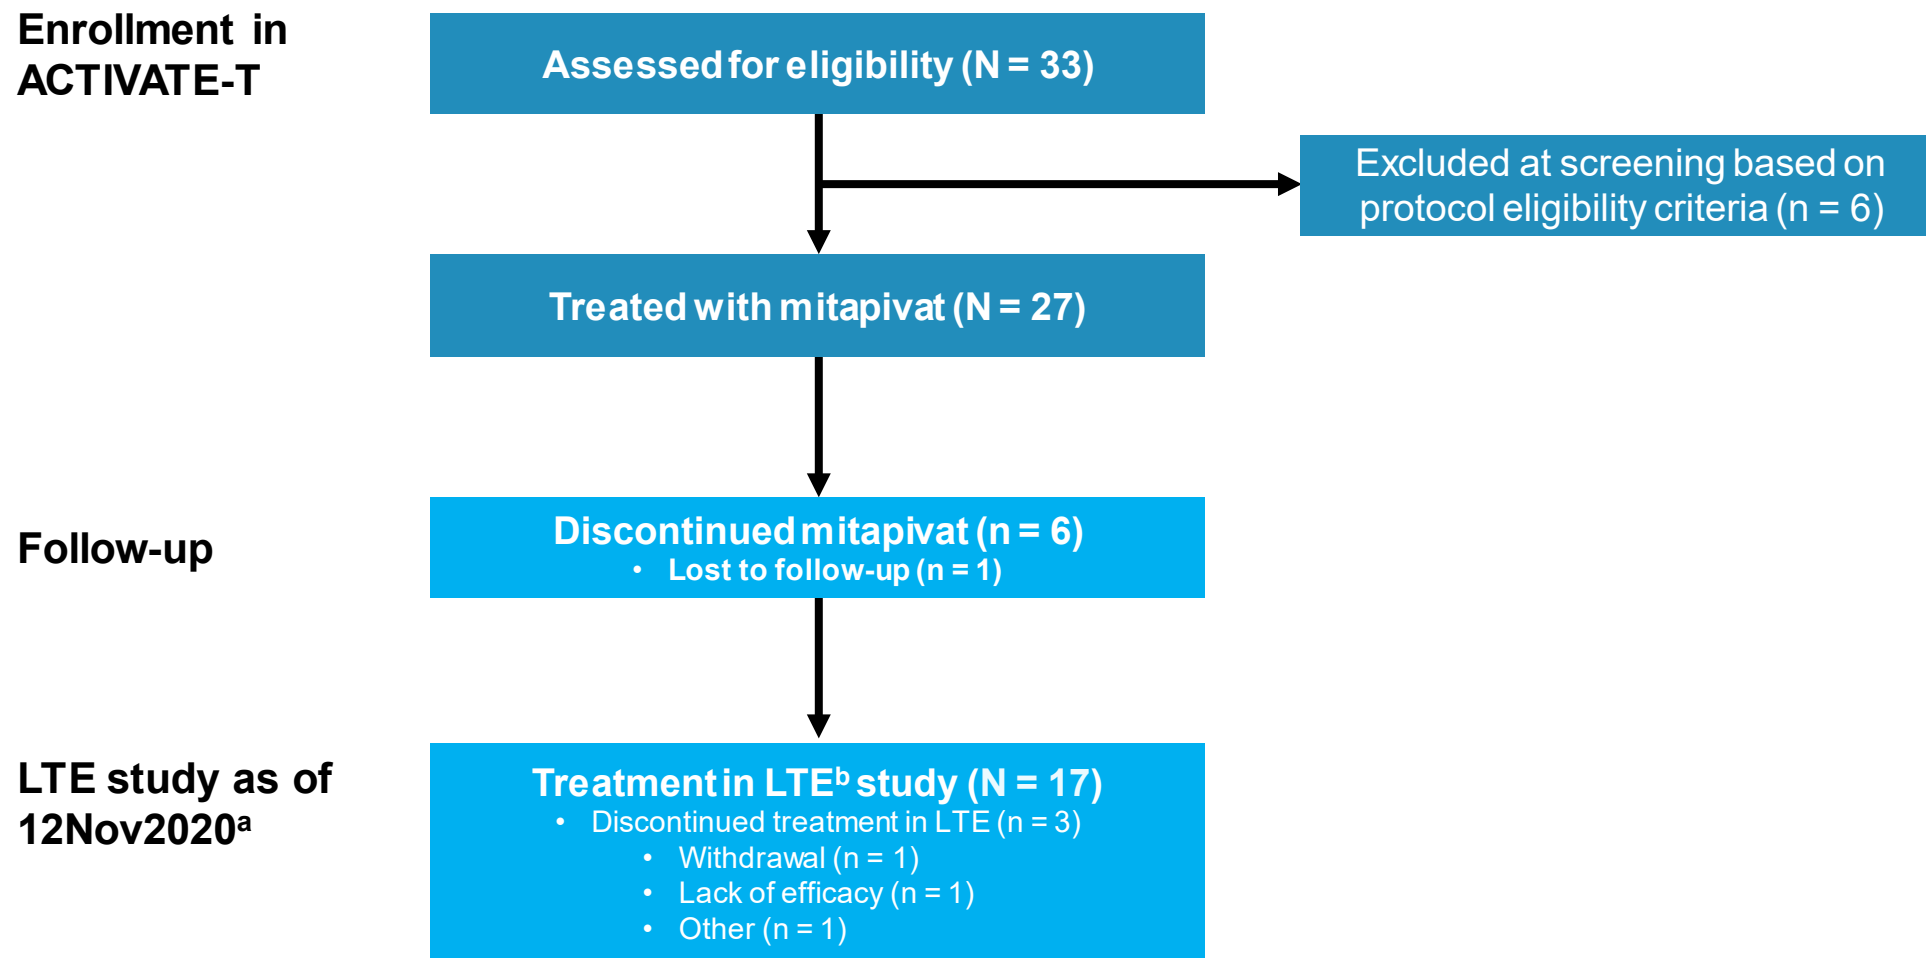 Enrollment in
ACTIVATE-T
Assessed for eligibility (N = 33)
Excluded at screening based on
protocol eligibility criteria (n = 6)
Treated with mitapivat (N = 27)
Follow-up
Discontinued mitapivat (n = 6)
• Lost to follow-up (n = 1)
LTE study as of
12Nov2020ᵃ
Treatment in LTEᵇ study (N = 17)
• Discontinued treatment in LTE (n = 3)
• Withdrawal (n = 1)
• Lack of efficacy (n = 1)
• Other (n = 1)